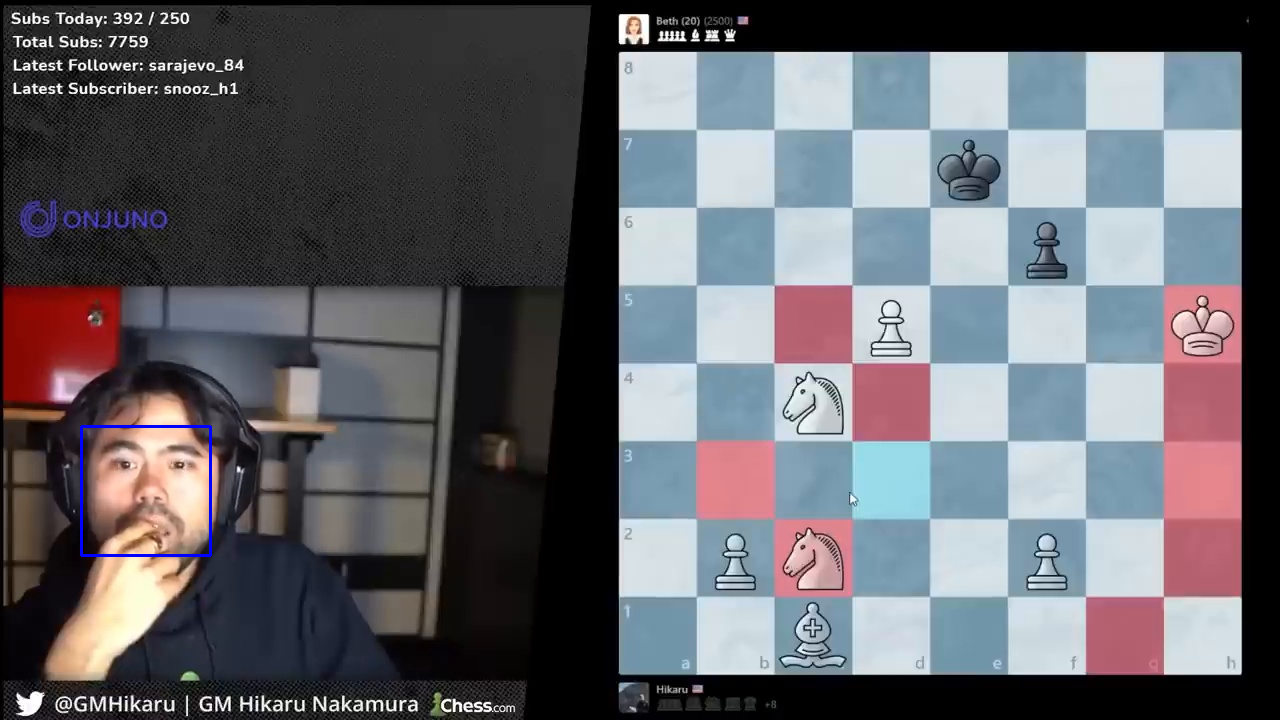 Subs Today: 392 / 250
Total Subs: 7759
Latest Follower: sarajevo_84
Latest Subscriber: snooz_h1
ONJUNO
@GMHikaru | GM Hikaru Nakamura
Chess.com
Beth (20) (2500)
8
7
6
5
4
3
2
1
a b c d e f g h
Hikaru
+8